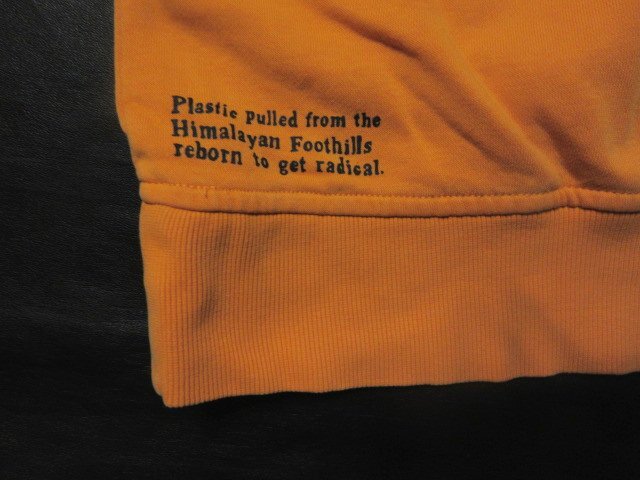 Plastic pulled from the
Himalayan Foothills
reborn to get radical.